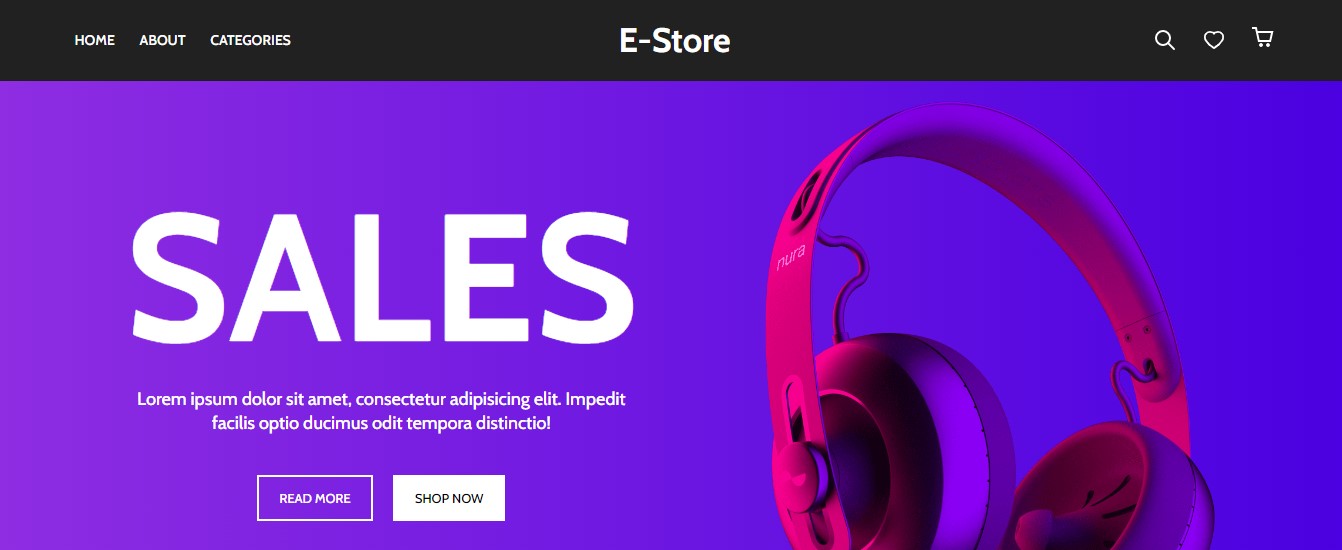 HOME ABOUT CATEGORIES E-Store
SALES
nura
Lorem ipsum dolor sit amet, consectetur adipisicing elit. Impedit
facilis optio ducimus odit tempora distinctio!
READ MORE SHOP NOW